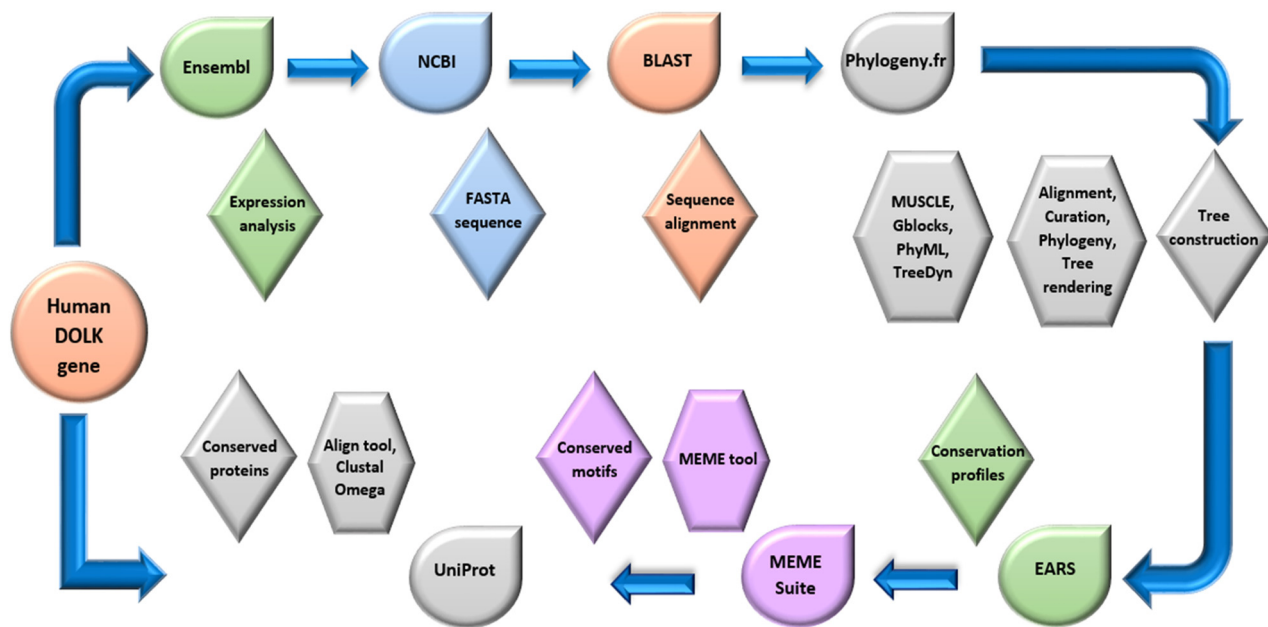 Ensembl
NCBI
BLAST
Phylogeny.fr
Expression
analysis
FASTA
sequence
Sequence
alignment
MUSCLE,
Gblocks,
PhyML,
TreeDyn
Alignment,
Curation,
Phylogeny,
Tree
rendering
Tree
construction
Human
DOLK
gene
Conserved
proteins
Align tool,
Clustal
Omega
Conserved
motifs
MEME tool
Conservation
profiles
UniProt
MEME
Suite
EARS